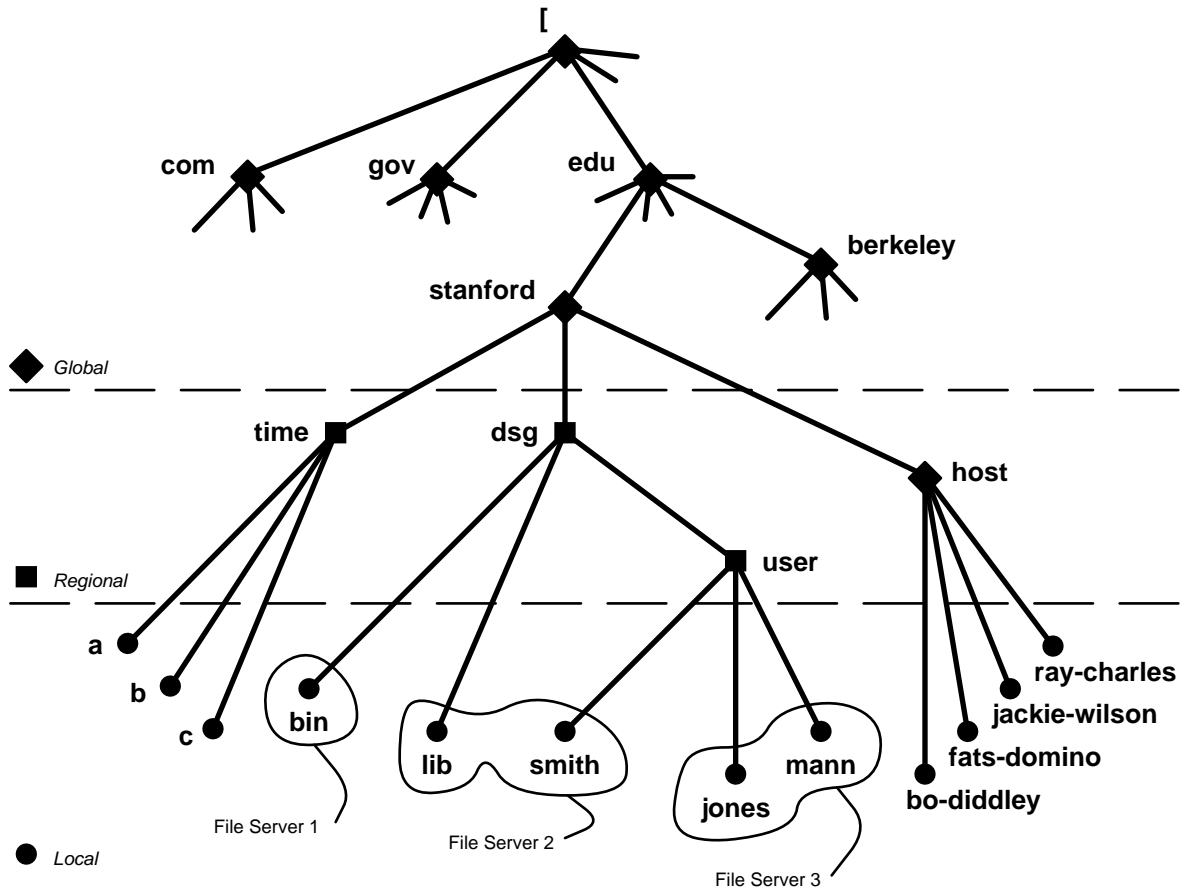 [
com
gov
edu
berkeley
stanford
Global
time
dsg
host
user
Regional
a
b
c
bin
lib
smith
jones
mann
ray-charles
jackie-wilson
fats-domino
bo-diddley
File Server 1
File Server 2
File Server 3
Local